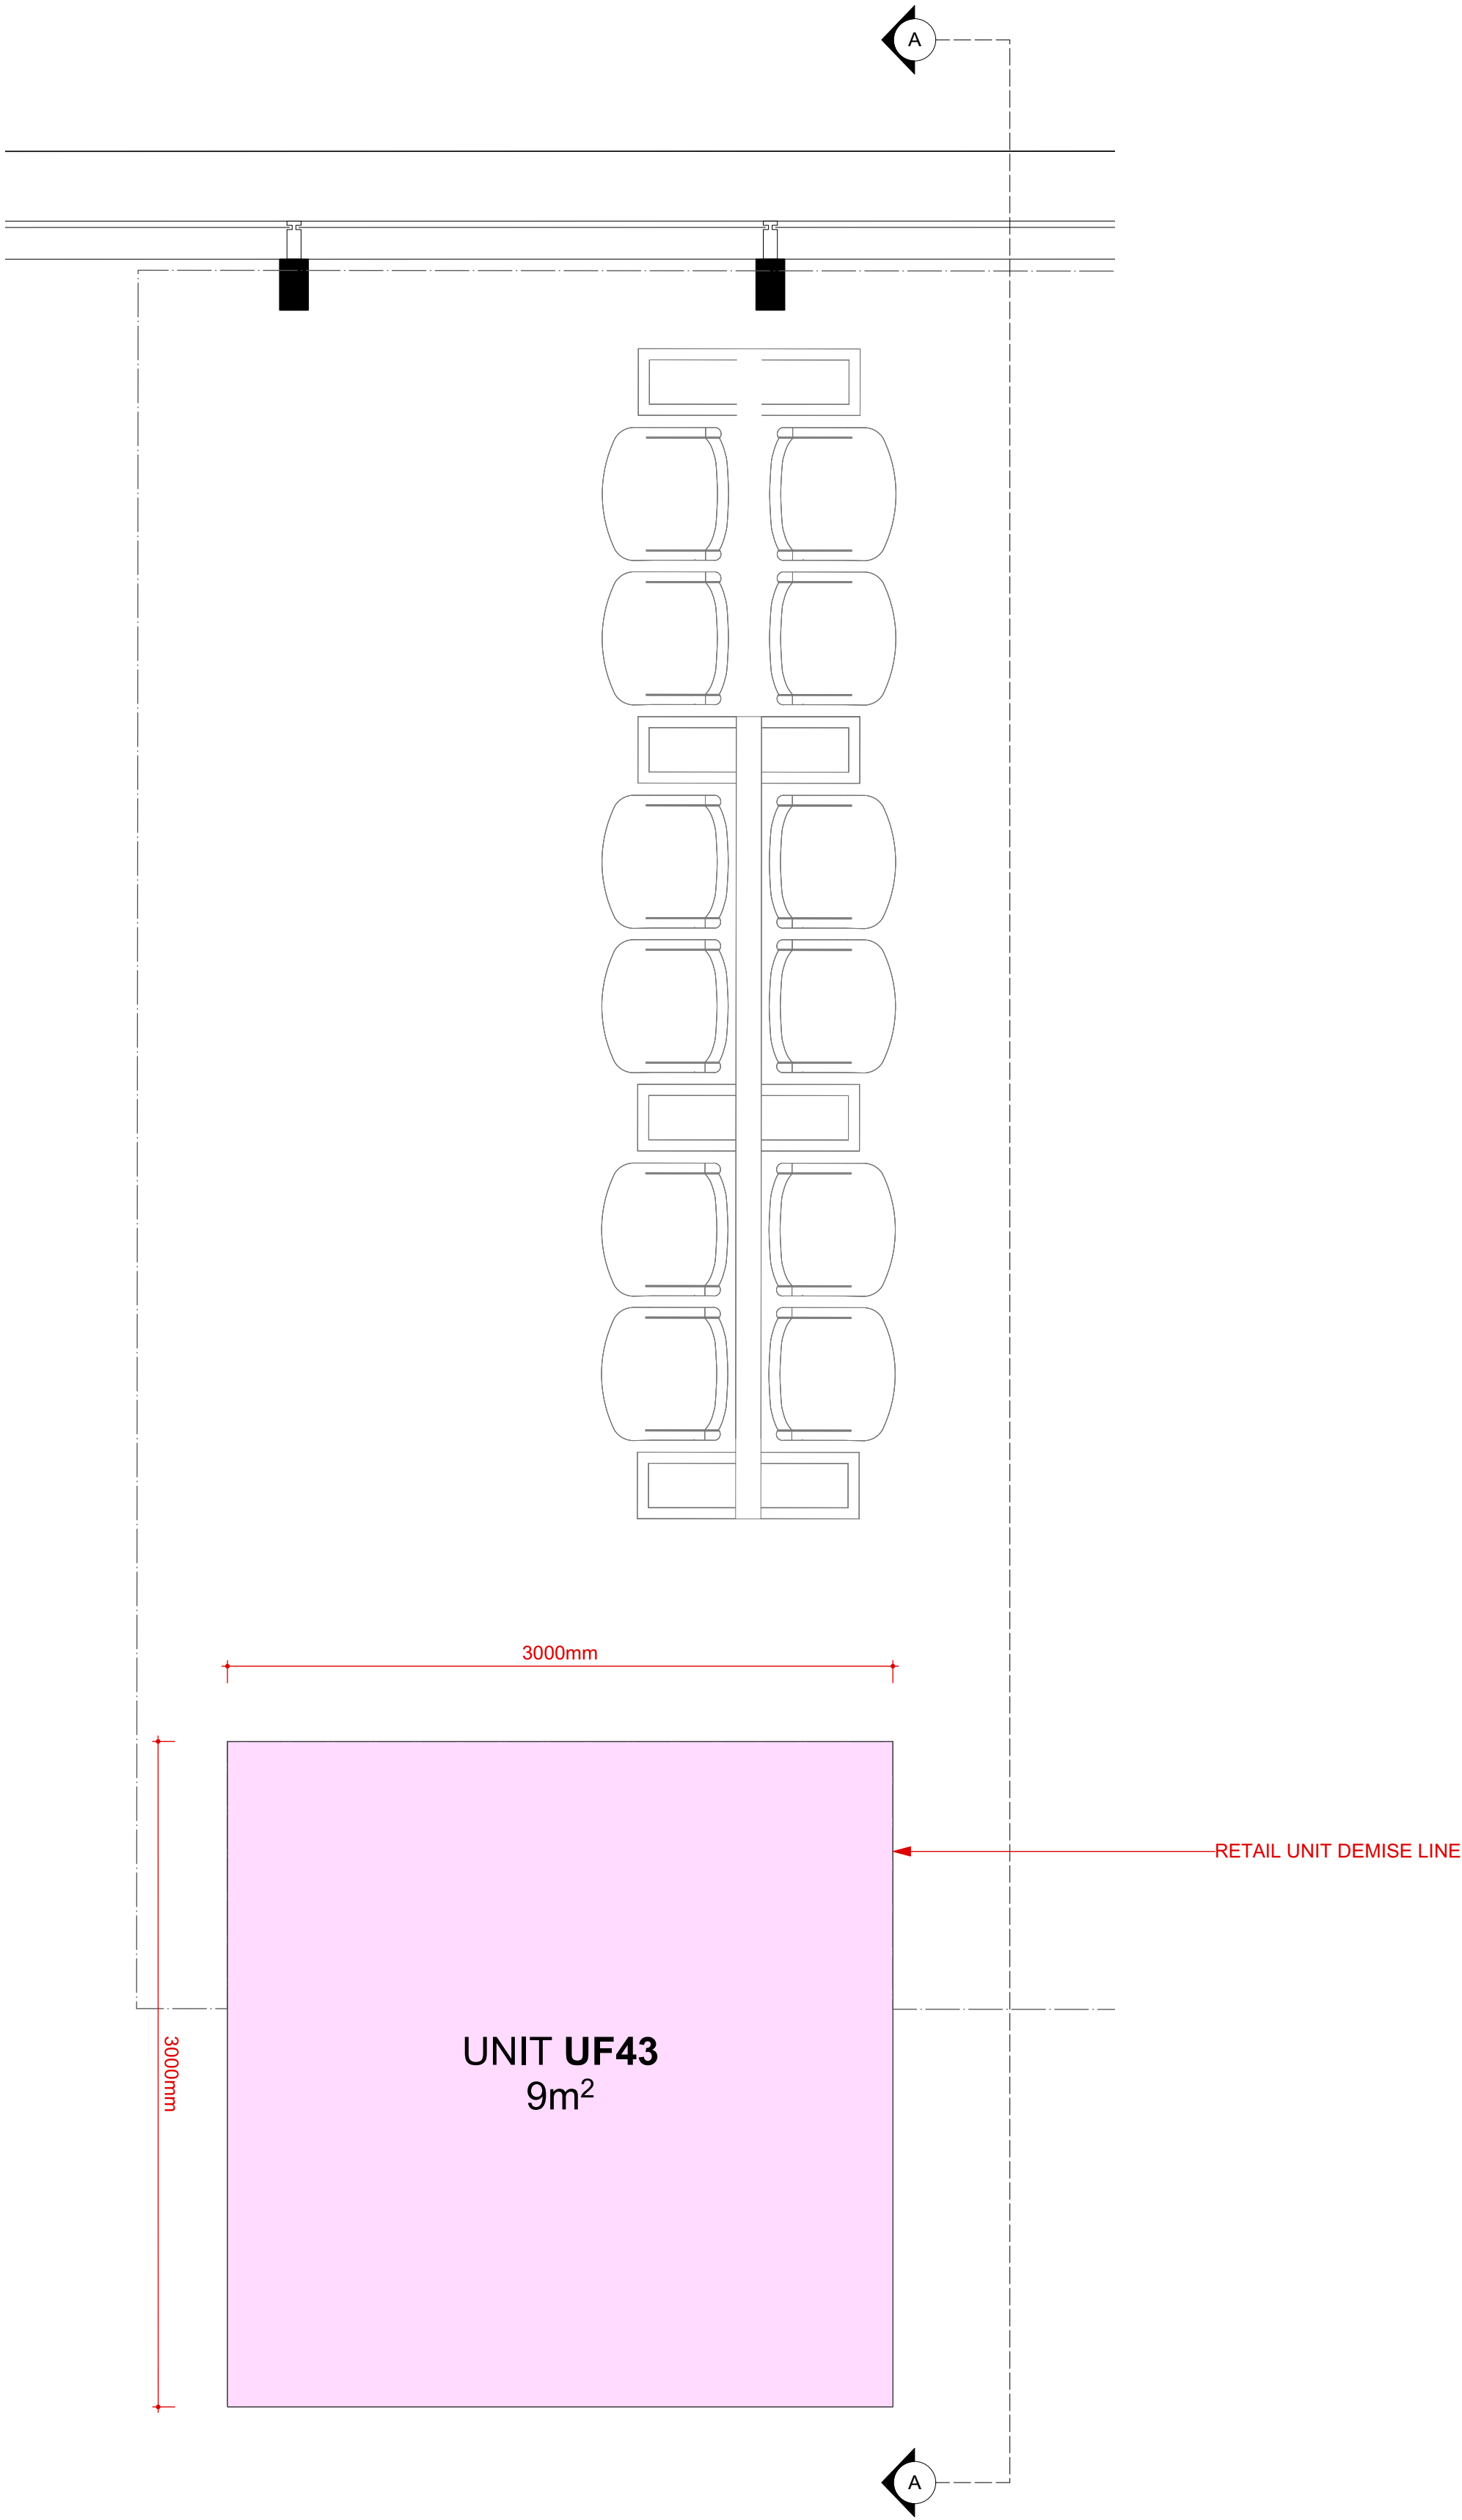 A
3000mm
RETAIL UNIT DEMISE LINE
3000mm
UNIT UF43
9m²
A